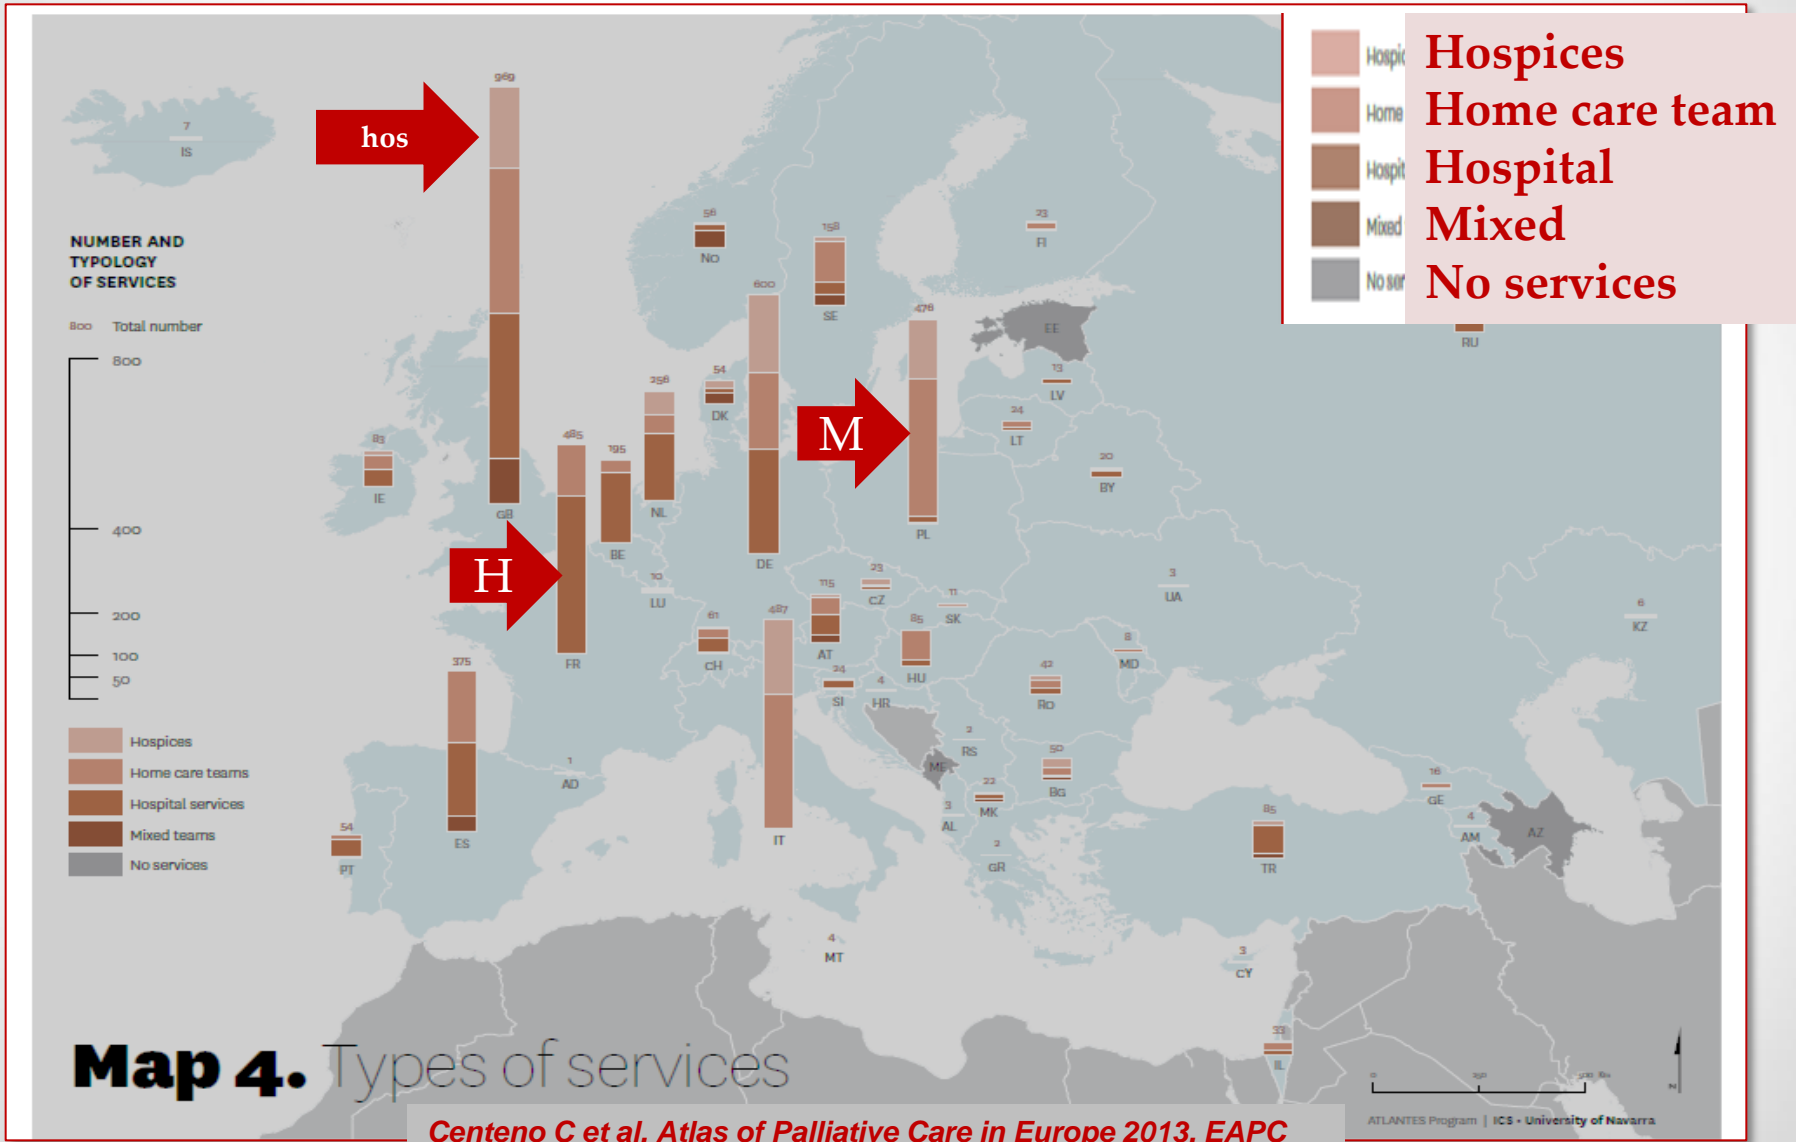 969
Hospices
Home care team
Hospital
Mixed
No services
hos
7
IS
NUMBER AND
TYPOLOGY
OF SERVICES
800 Total number
800
400
200
100
50
Hospices
Home care teams
Hospital services
Mixed teams
No services
56
No
158
SE
23
FI
600
DE
476
PL
EE
RU
13
LV
24
LT
20
BY
256
NL
54
DK
M
83
IE
GB
485
FR
195
BE
H
10
LU
61
CH
487
IT
115
AT
23
CZ
11
SK
85
HU
24
SI
4
HR
3
UA
8
MD
42
Ro
6
KZ
375
ES
1
AD
54
PT
2
RS
ME
50
BG
22
MK
3
AL
2
GR
85
TR
16
GE
4
AM
AZ
4
MT
3
CY
33
IL
Map 4. Types of services
0 250 500 Km
N
ATLANTES Program | ICS - University of Navarra
Centeno C et al. Atlas of Palliative Care in Europe 2013. EAPC